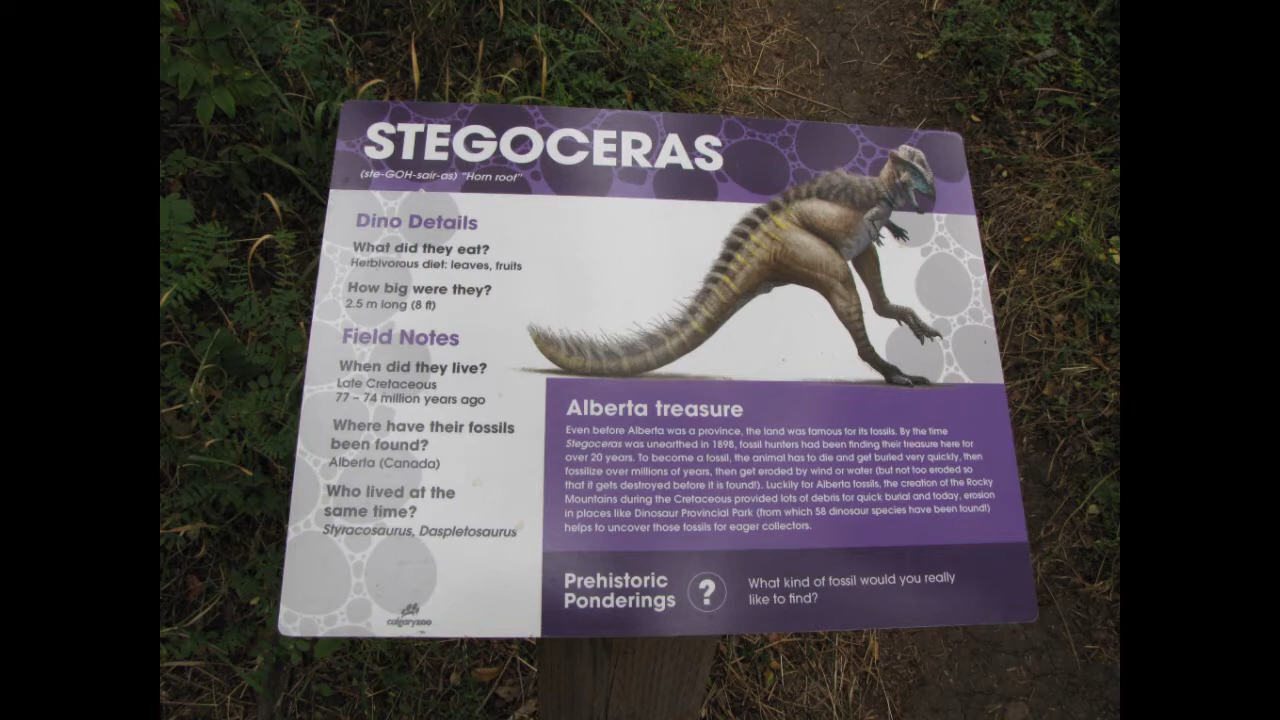 STEGOCERAS
(ste-GOH-sair-as) "Horn roof"
Dino Details
What did they eat?
Herbivorous diet: leaves, fruits
How big were they?
2.5 m long (8 ft)
Field Notes
When did they live?
Late Cretaceous
77 – 74 million years ago
Where have their fossils
been found?
Alberta (Canada)
Who lived at the
same time?
Styracosaurus, Daspletosaurus
calgaryzoo
Alberta treasure
Even before Alberta was a province, the land was famous for its fossils. By the time
Stegoceras was unearthed in 1898, fossil hunters had been finding their treasure here for
over 20 years. To become a fossil, the animal has to die and get buried very quickly, then
fossilize over millions of years, then get eroded by wind or water (but not too eroded so
that it gets destroyed before it is found!). Luckily for Alberta fossils, the creation of the Rocky
Mountains during the Cretaceous provided lots of debris for quick burial and today, erosion
in places like Dinosaur Provincial Park (from which 58 dinosaur species have been found!)
helps to uncover those fossils for eager collectors.
Prehistoric
Ponderings
?
What kind of fossil would you really
like to find?